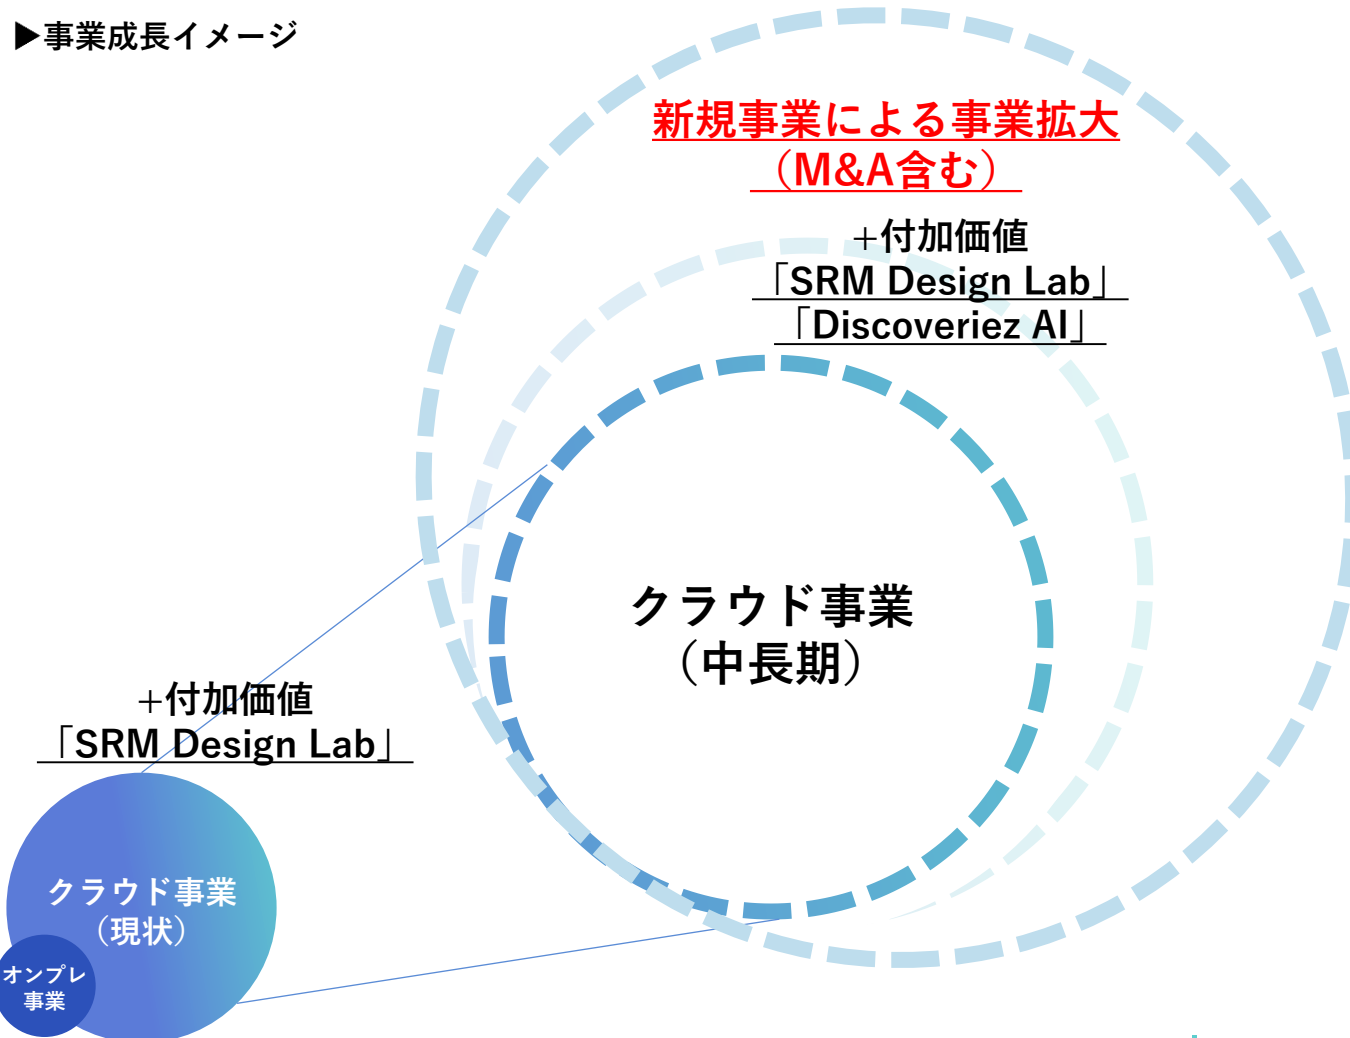 ▶事業成長イメージ
新規事業による事業拡大
（M&A含む）
+付加価値
「SRM Design Lab」
「Discoveriez AI」
クラウド事業
（中長期）
+付加価値
「SRM Design Lab」
クラウド事業
（現状）
オンプレ
事業